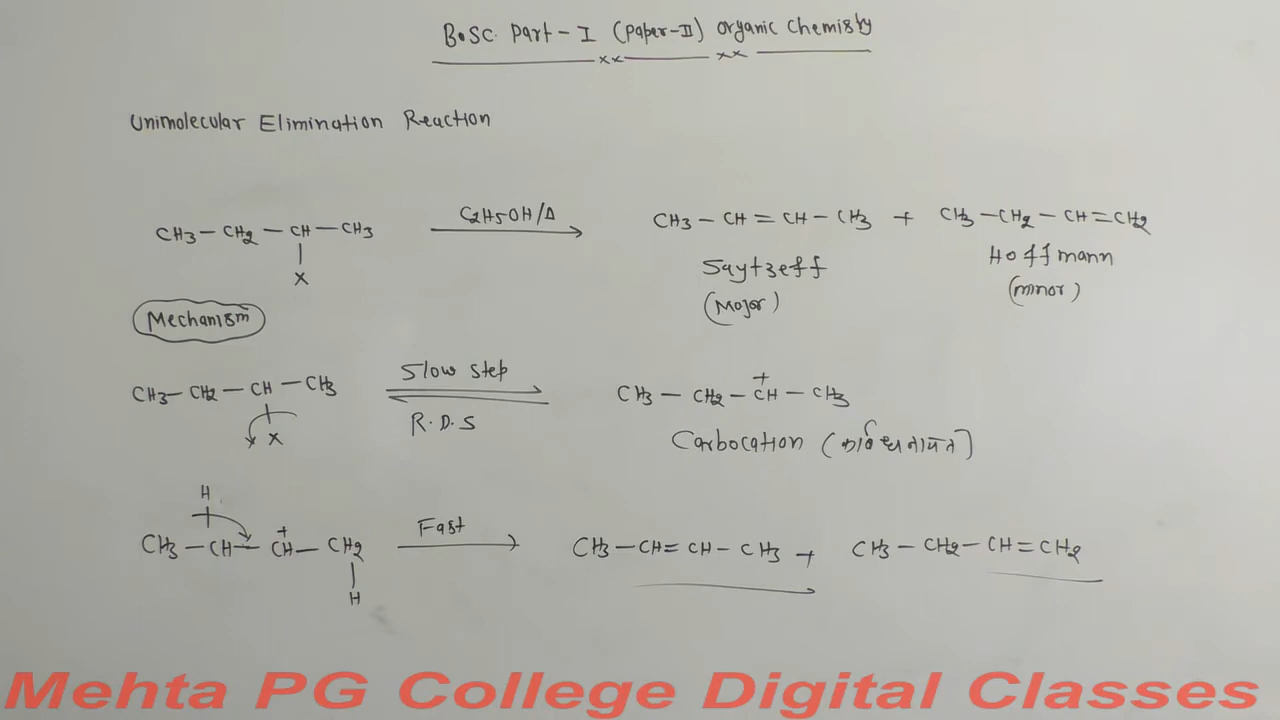 B.Sc. Part-I (Paper-II) Organic Chemistry
xx xx
Unimolecular Elimination Reaction
CH3-CH2-CH-CH3 C2H5OH/Δ CH3-CH=CH-CH3 + CH3-CH2-CH=CH2
X
Saytzeff Hoffmann
(Major) (minor)
Mechanism
CH3-CH2-CH-CH3 Slow Step CH3-CH2-CH-CH3
+
X
R.D.S
Carbocation
H
CH3-CH-CH-CH2 Fast CH3-CH=CH-CH3 + CH3-CH2-CH=CH2
+
H
Mehta PG College Digital Classes